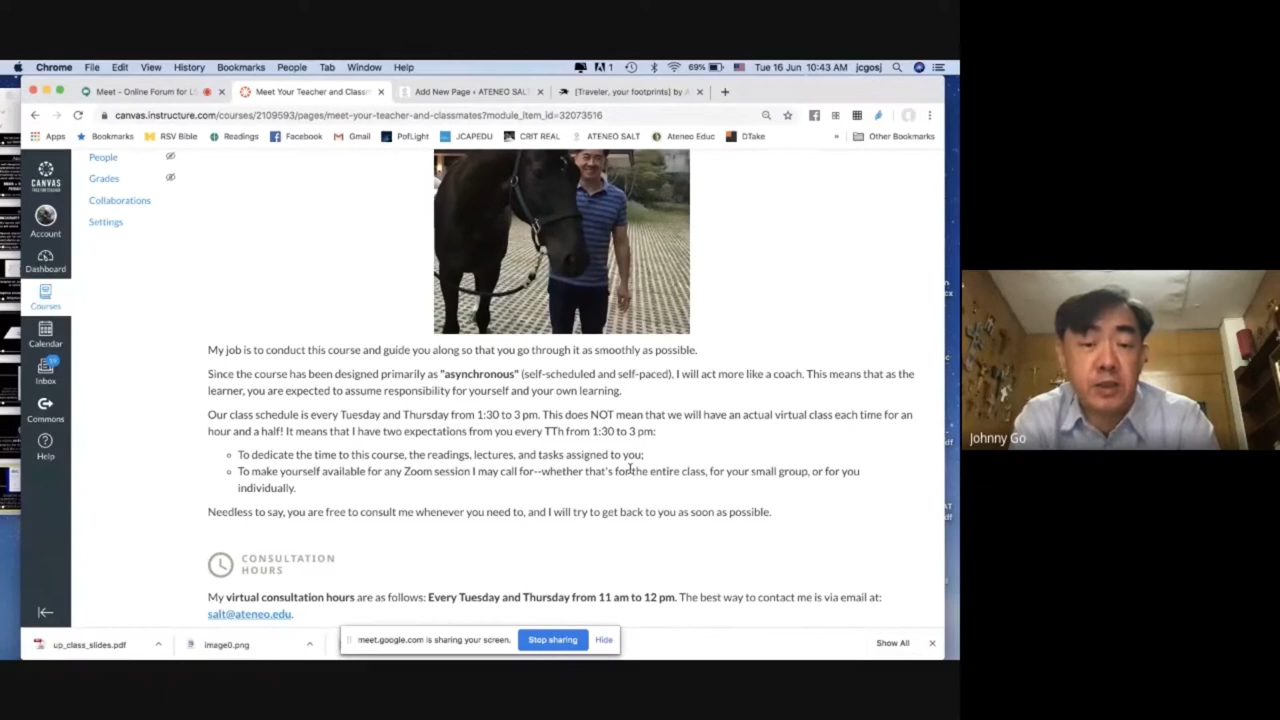 Chrome File Edit View History Bookmarks People Tab Window Help 1 69% Tue 16 Jun 10:43 AM jcgosj
Meet - Online Forum for LS Meet Your Teacher and Classm Add New Page ‹ ATENEO SALT [Traveler, your footprints] by A
canvas.instructure.com/courses/2109593/pages/meet-your-teacher-and-classmates?module_item_id=32073516
Apps Bookmarks RSV Bible Readings Facebook Gmail PofLight JCAPEDU CRIT REAL ATENEO SALT Ateneo Educ DTake » Other Bookmarks
CANVAS
Account
Dashboard
Courses
Calendar
Inbox
Commons
Help
People
Grades
Collaborations
Settings
My job is to conduct this course and guide you along so that you go through it as smoothly as possible.
Since the course has been designed primarily as "asynchronous" (self-scheduled and self-paced), I will act more like a coach. This means that as the
learner, you are expected to assume responsibility for yourself and your own learning.
Our class schedule is every Tuesday and Thursday from 1:30 to 3 pm. This does NOT mean that we will have an actual virtual class each time for an
hour and a half! It means that I have two expectations from you every TTh from 1:30 to 3 pm:
To dedicate the time to this course, the readings, lectures, and tasks assigned to you;
To make yourself available for any Zoom session I may call for--whether that's for the entire class, for your small group, or for you
individually.
Needless to say, you are free to consult me whenever you need to, and I will try to get back to you as soon as possible.
CONSULTATION
HOURS
My virtual consultation hours are as follows: Every Tuesday and Thursday from 11 am to 12 pm. The best way to contact me is via email at:
salt@ateneo.edu.
meet.google.com is sharing your screen. Stop sharing Hide
up_class_slides.pdf image0.png Show All
Johnny Go